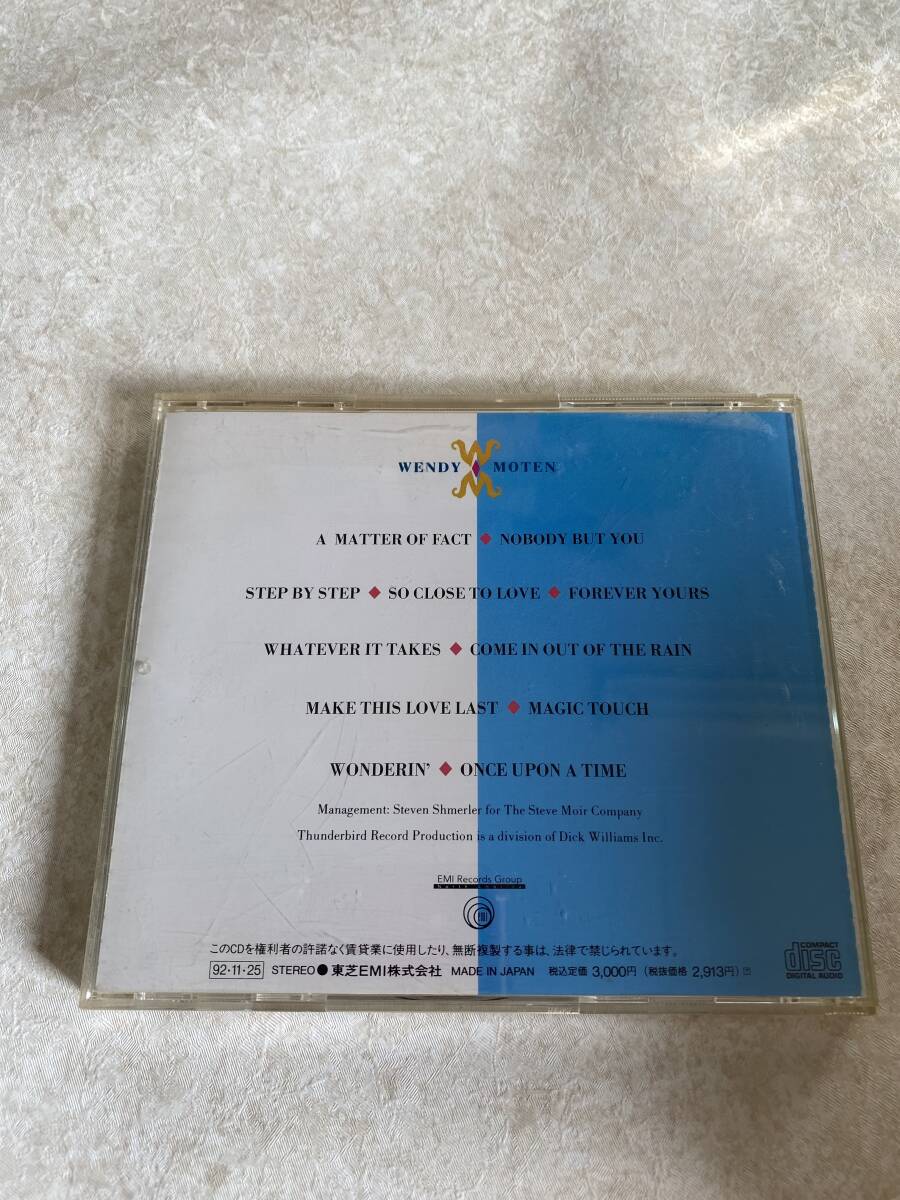 WENDY MOTEN
A MATTER OF FACT ◆ NOBODY BUT YOU
STEP BY STEP ◆ SO CLOSE TO LOVE ◆ FOREVER YOURS
WHATEVER IT TAKES ◆ COME IN OUT OF THE RAIN
MAKE THIS LOVE LAST ◆ MAGIC TOUCH
WONDERIN' ◆ ONCE UPON A TIME
Management: Steven Shmerler for The Steve Moir Company
Thunderbird Record Production is a division of Dick Williams Inc.
EMI Records Group
North America
EMI
このCDを権利者の許諾なく賃貸業に使用したり、無断複製する事は、法律で禁じられています。
92・11・25 STEREO ● 東芝EMI株式会社 MADE IN JAPAN 税込定価 3,000円 (税抜価格 2,913円)
COMPACT
disc
DIGITAL AUDIO